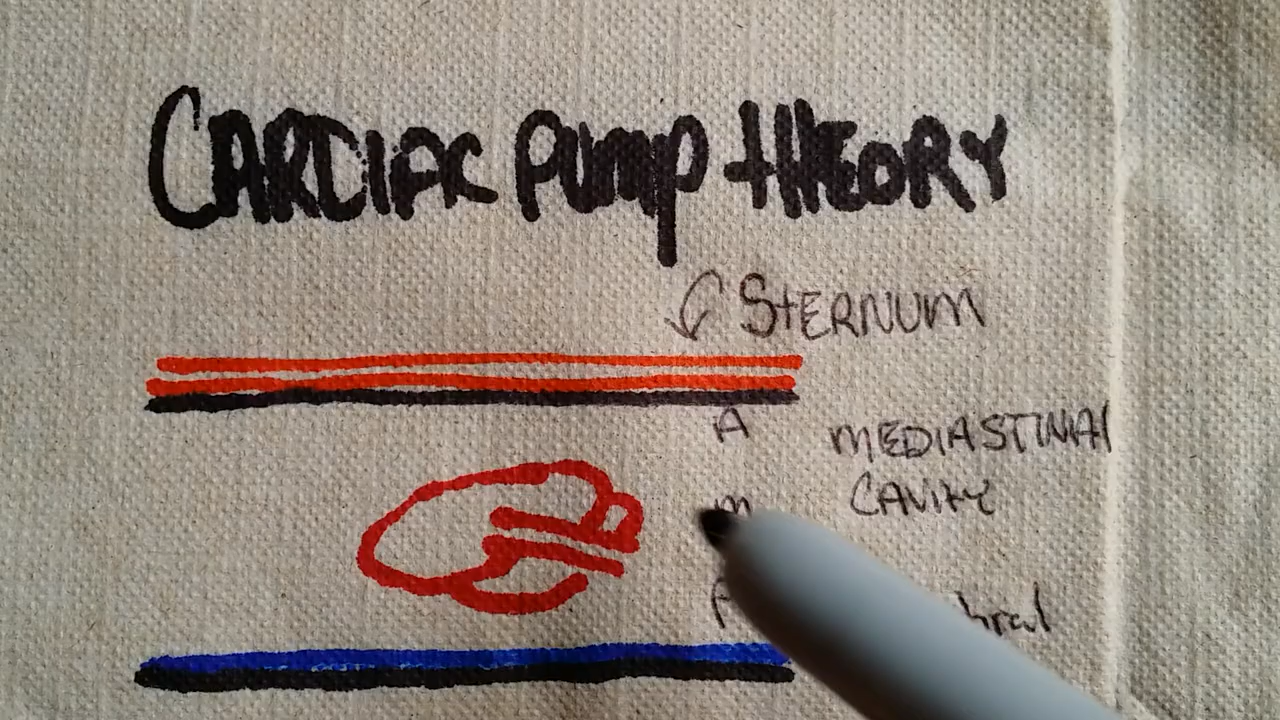 CARDIAC PUMP THEORY
STERNUM
A
MEDIASTINAL
CAVITY
M
P